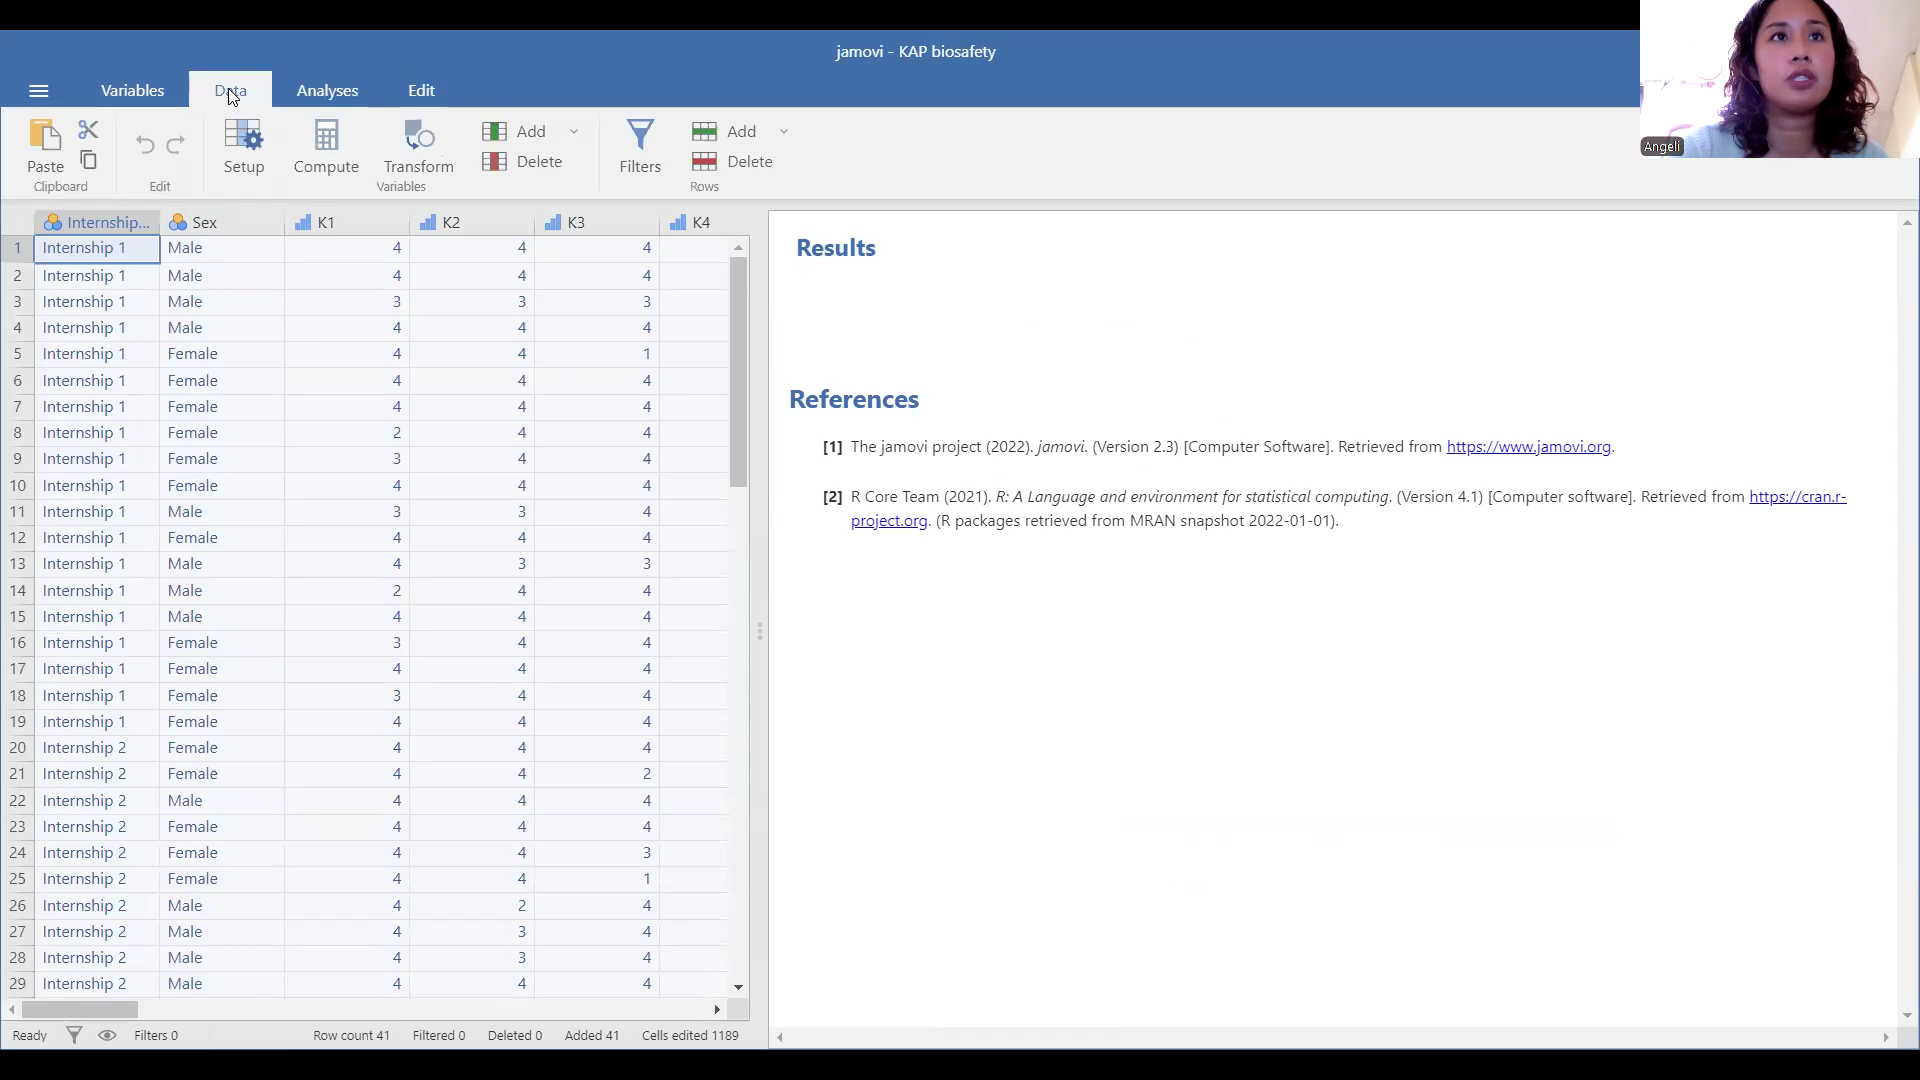 jamovi - KAP biosafety
Variables Data Analyses Edit
Paste Setup Compute Transform Add Delete Filters Add Delete
Clipboard Edit Variables Rows
Angeli
Internship... Sex K1 K2 K3 K4
1 Internship 1 Male 4 4 4
2 Internship 1 Male 4 4 4
3 Internship 1 Male 3 3 3
4 Internship 1 Male 4 4 4
5 Internship 1 Female 4 4 1
6 Internship 1 Female 4 4 4
7 Internship 1 Female 4 4 4
8 Internship 1 Female 2 4 4
9 Internship 1 Female 3 4 4
10 Internship 1 Female 4 4 4
11 Internship 1 Male 3 3 4
12 Internship 1 Female 4 4 4
13 Internship 1 Male 4 3 3
14 Internship 1 Male 2 4 4
15 Internship 1 Male 4 4 4
16 Internship 1 Female 3 4 4
17 Internship 1 Female 4 4 4
18 Internship 1 Female 3 4 4
19 Internship 1 Female 4 4 4
20 Internship 2 Female 4 4 4
21 Internship 2 Female 4 4 2
22 Internship 2 Male 4 4 4
23 Internship 2 Female 4 4 4
24 Internship 2 Female 4 4 3
25 Internship 2 Female 4 4 1
26 Internship 2 Male 4 2 4
27 Internship 2 Male 4 3 4
28 Internship 2 Male 4 3 4
29 Internship 2 Male 4 4 4
Ready Filters 0 Row count 41 Filtered 0 Deleted 0 Added 41 Cells edited 1189
Results
References
[1] The jamovi project (2022). jamovi. (Version 2.3) [Computer Software]. Retrieved from https://www.jamovi.org.
[2] R Core Team (2021). R: A Language and environment for statistical computing. (Version 4.1) [Computer software]. Retrieved from https://cran.r-
project.org. (R packages retrieved from MRAN snapshot 2022-01-01).